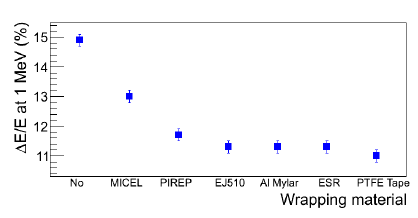 ΔE/E at 1 MeV (%)
15
14
13
12
11
No MICEL PIREP EJ510 Al Mylar ESR PTFE Tape
Wrapping material